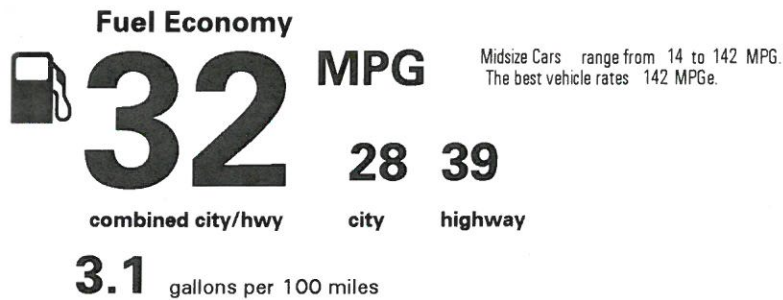 Fuel Economy
32 MPG
Midsize Cars range from 14 to 142 MPG.
The best vehicle rates 142 MPGe.
28 39
combined city/hwy city highway
3.1 gallons per 100 miles